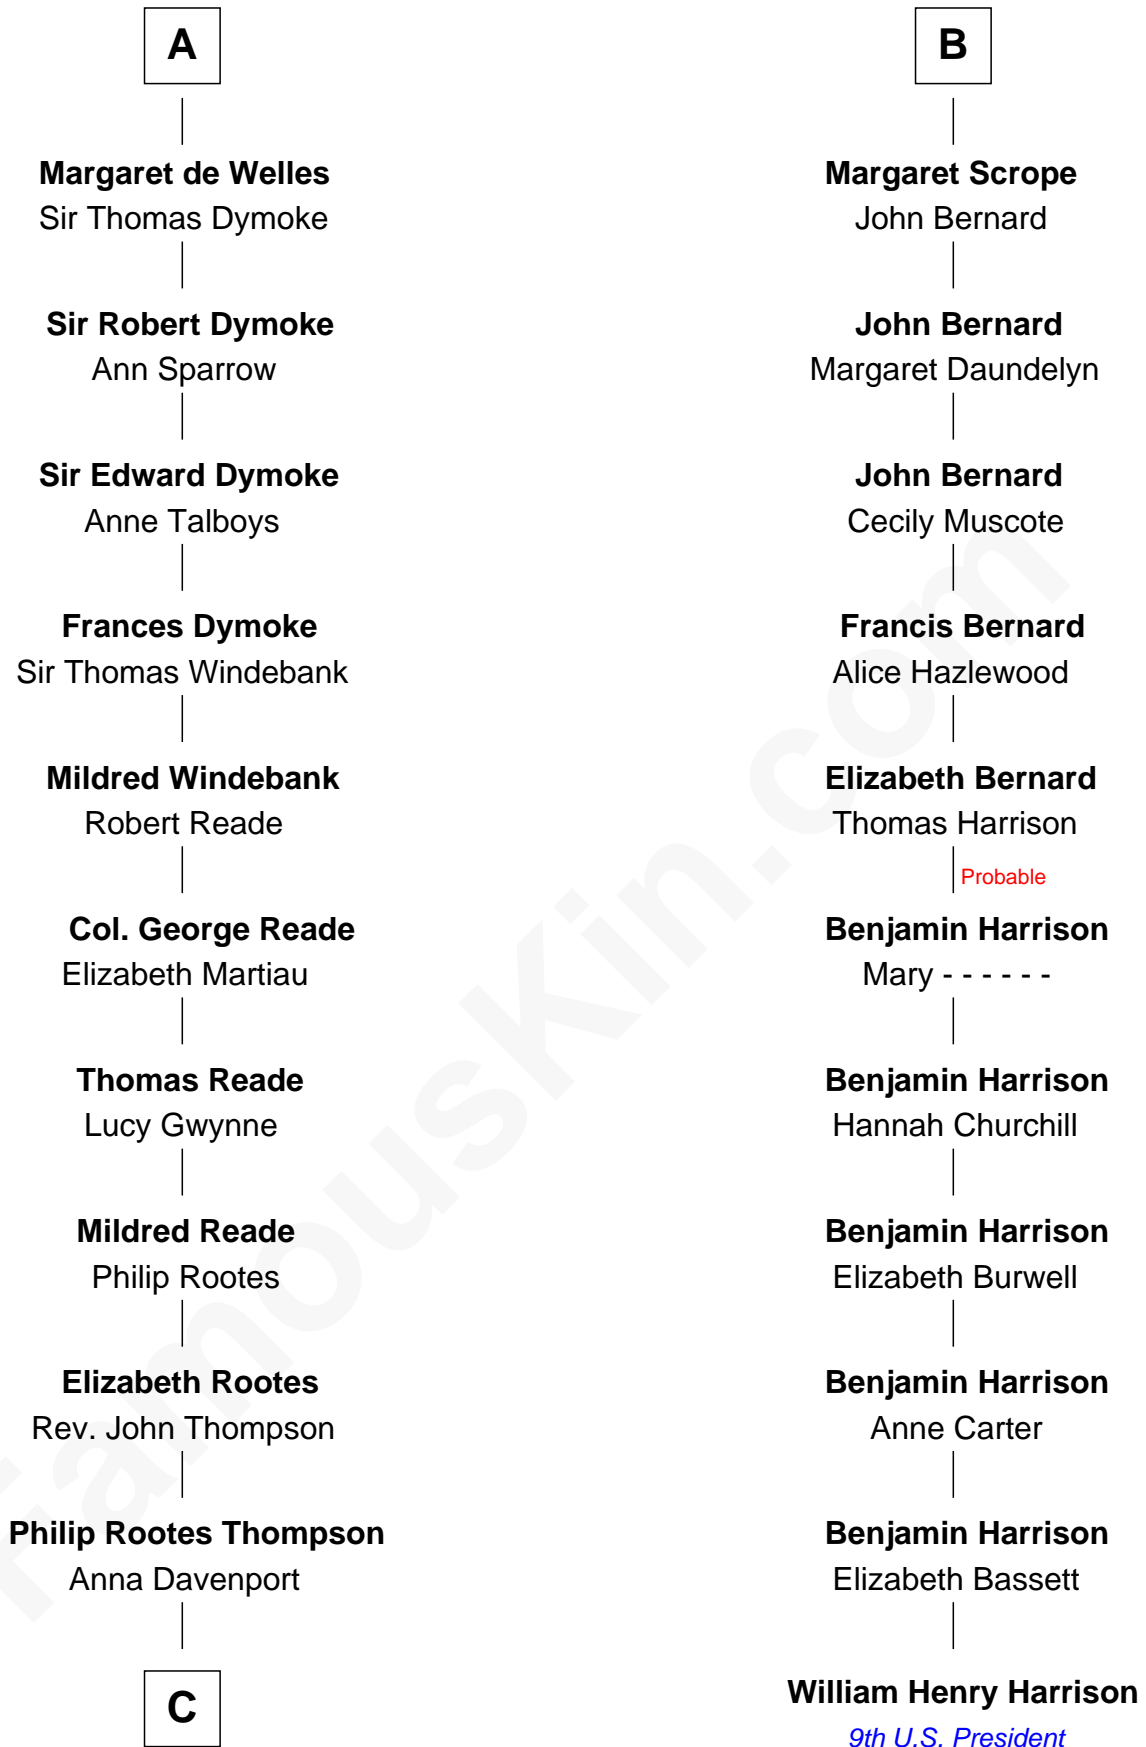 A
Margaret de Welles
Sir Thomas Dymoke
Sir Robert Dymoke
Ann Sparrow
Sir Edward Dymoke
Anne Talboys
Frances Dymoke
Sir Thomas Windebank
Mildred Windebank
Robert Reade
Col. George Reade
Elizabeth Martiau
Thomas Reade
Lucy Gwynne
Mildred Reade
Philip Rootes
Elizabeth Rootes
Rev. John Thompson
Philip Rootes Thompson
Anna Davenport
C
B
Margaret Scrope
John Bernard
John Bernard
Margaret Daundelyn
John Bernard
Cecily Muscote
Francis Bernard
Alice Hazlewood
Elizabeth Bernard
Thomas Harrison
Probable
Benjamin Harrison
Mary - - - - - -
Benjamin Harrison
Hannah Churchill
Benjamin Harrison
Elizabeth Burwell
Benjamin Harrison
Anne Carter
Benjamin Harrison
Elizabeth Bassett
William Henry Harrison
9th U.S. President
FamousKin.com